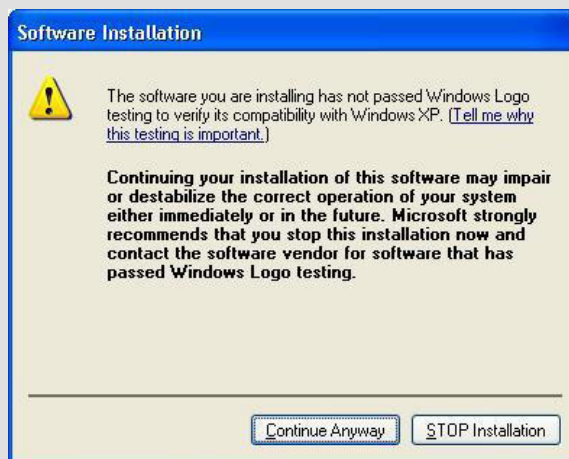 Software Installation
The software you are installing has not passed Windows Logo
testing to verify its compatibility with Windows XP. (Tell me why
this testing is important.)
Continuing your installation of this software may impair
or destabilize the correct operation of your system
either immediately or in the future. Microsoft strongly
recommends that you stop this installation now and
contact the software vendor for software that has
passed Windows Logo testing.
Continue Anyway STOP Installation